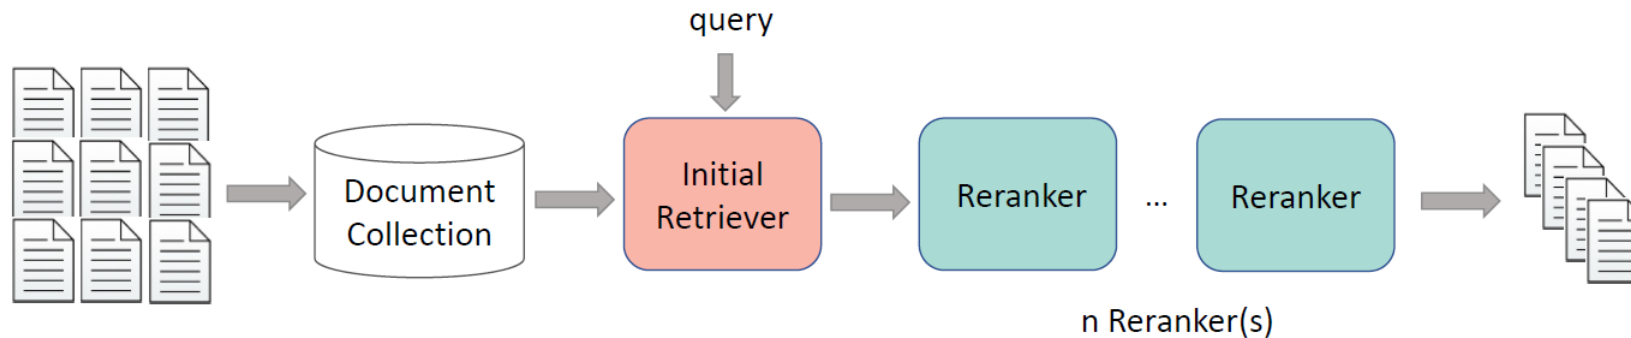 query
Document
Collection
Initial
Retriever
Reranker
...
Reranker
n Reranker(s)